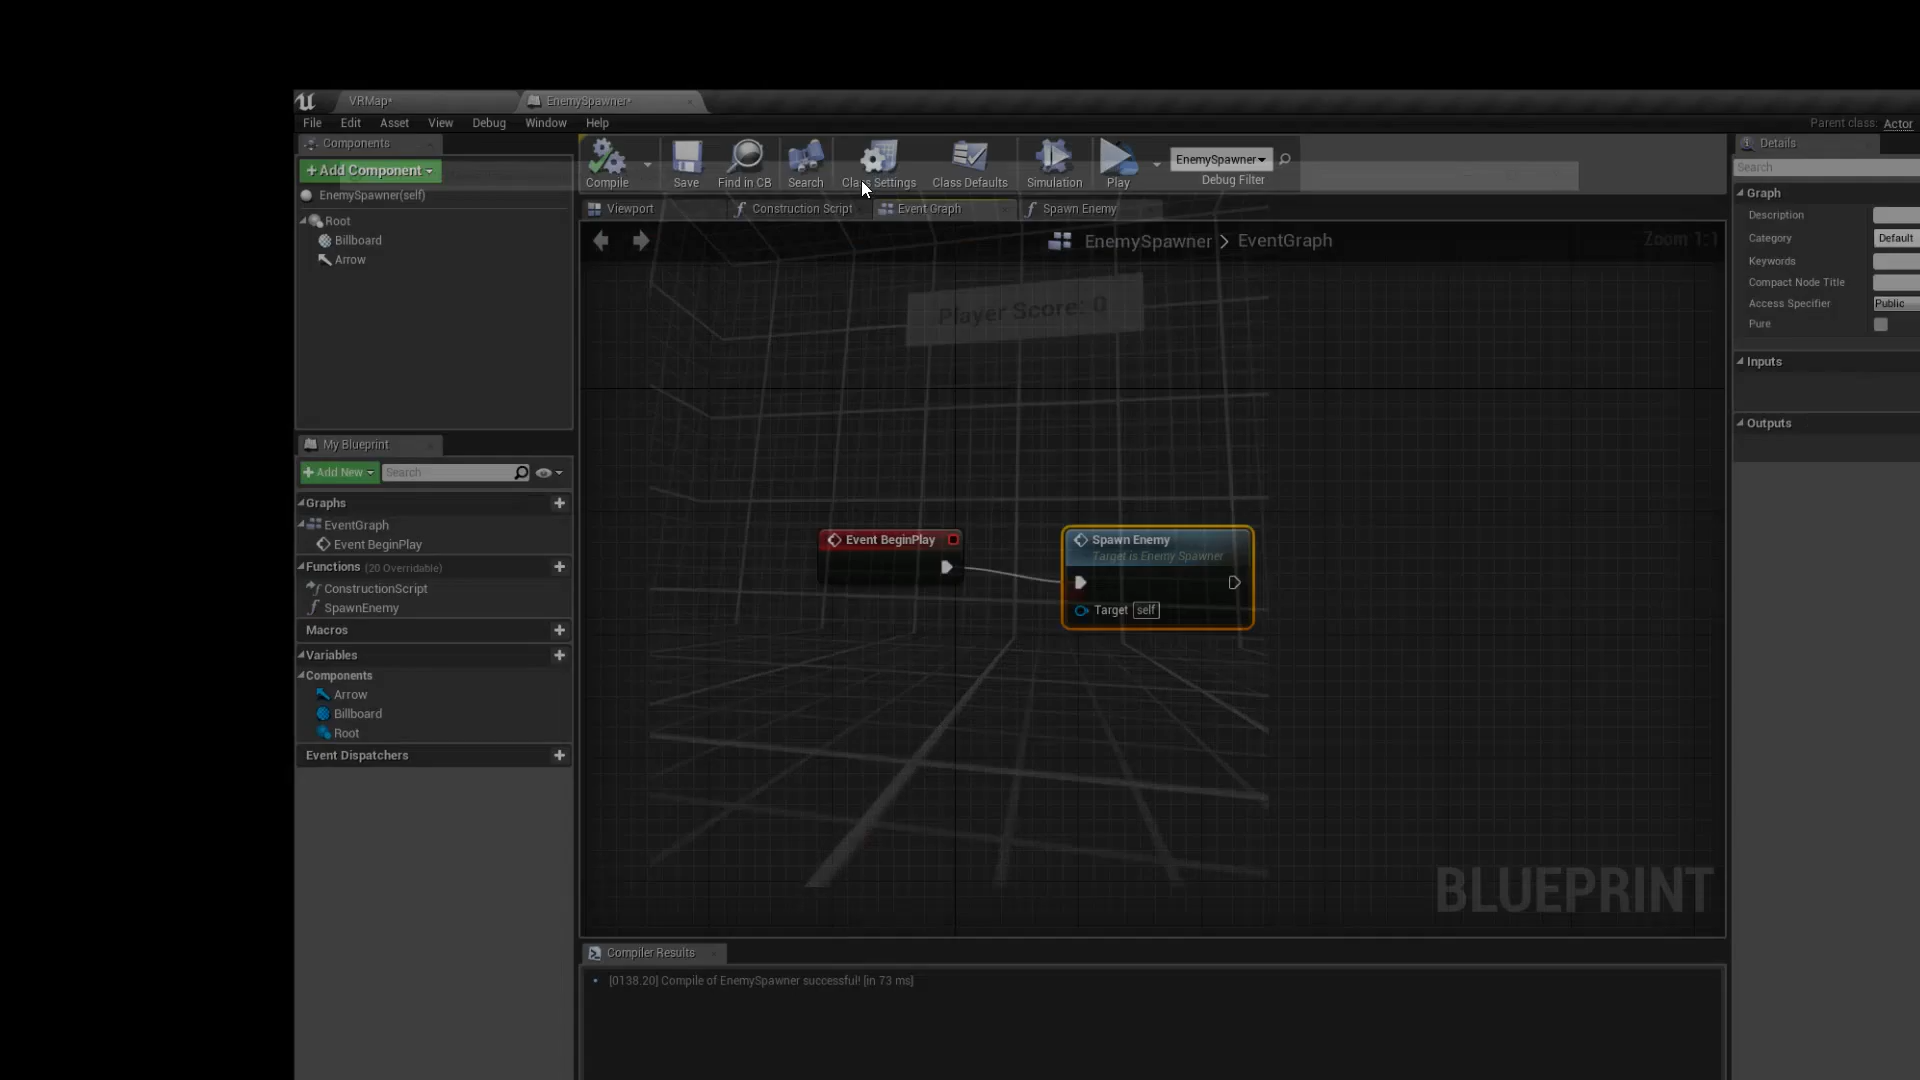 VRMap*
EnemySpawner*
File Edit Asset View Debug Window Help
Parent class: Actor
Components
+ Add Component
EnemySpawner(self)
Root
Billboard
Arrow
Compile
Save
Find in CB
Search
Class Settings
Class Defaults
Simulation
Play
EnemySpawner
Debug Filter
Viewport
Construction Script
Event Graph
Spawn Enemy
EnemySpawner > EventGraph
Zoom 1:1
Player Score: 0
Event BeginPlay
Spawn Enemy
Target is Enemy Spawner
Target self
BLUEPRINT
My Blueprint
+ Add New
Search
Graphs
EventGraph
Event BeginPlay
Functions (20 Overridable)
ConstructionScript
SpawnEnemy
Macros
Variables
Components
Arrow
Billboard
Root
Event Dispatchers
Compiler Results
[0138.20] Compile of EnemySpawner successful! [in 73 ms]
Details
Search
Graph
Description
Category Default
Keywords
Compact Node Title
Access Specifier Public
Pure
Inputs
Outputs